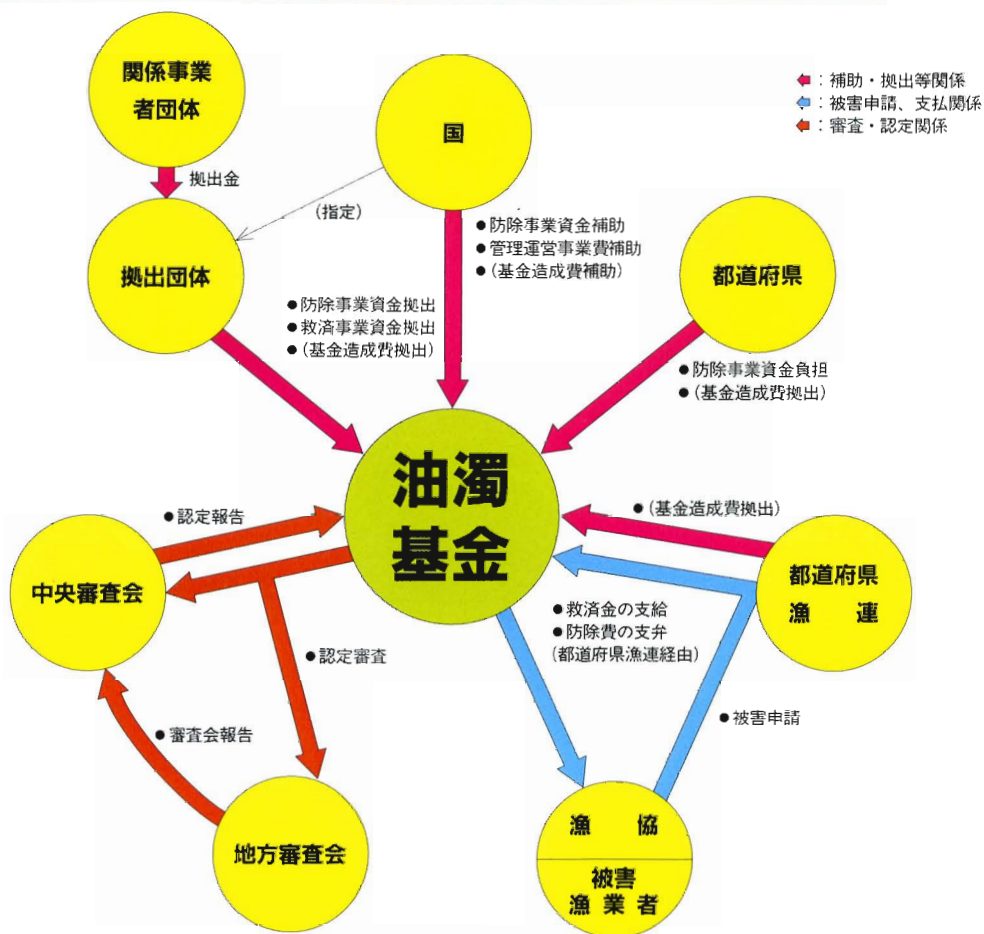 関係事業
者団体
国
：補助・拠出等関係
：被害申請、支払関係
：審査・認定関係
拠出金
(指定)
拠出団体
●防除事業資金補助
●管理運営事業費補助
●(基金造成費補助)
都道府県
●防除事業資金拠出
●救済事業資金拠出
●(基金造成費拠出)
●防除事業資金負担
●(基金造成費拠出)
油濁
基金
●認定報告
●(基金造成費拠出)
中央審査会
都道府県
漁　連
●救済金の支給
●防除費の支弁
(都道府県漁連経由)
●認定審査
●被害申請
●審査会報告
地方審査会
漁　協
被害
漁業者